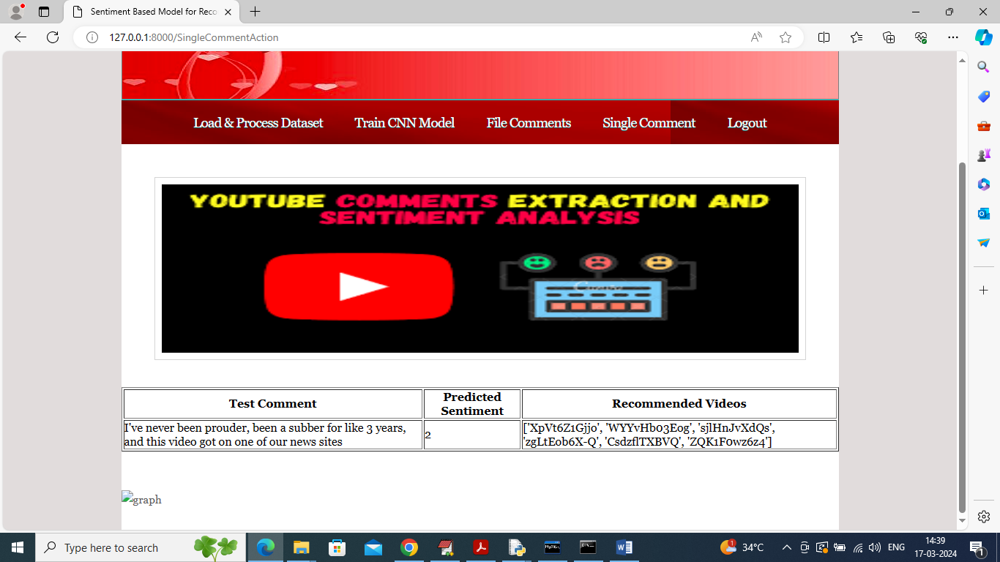 Sentiment Based Model for Reco
127.0.0.1:8000/SingleCommentAction
Load & Process Dataset Train CNN Model File Comments Single Comment Logout
YOUTUBE COMMENTS EXTRACTION AND
SENTIMENT ANALYSIS
Test Comment
Predicted
Sentiment
Recommended Videos
I've never been prouder, been a subber for like 3 years,
and this video got on one of our news sites
2
['XpVt6Z1Gjjo', 'WYYvHb03Eog', 'sjlHnJvXdQs',
'zgLtEob6X-Q', 'CsdzflTXBVQ', 'ZQK1F0wz6z4']
graph
Type here to search
34°C
ENG
14:39
17-03-2024
1